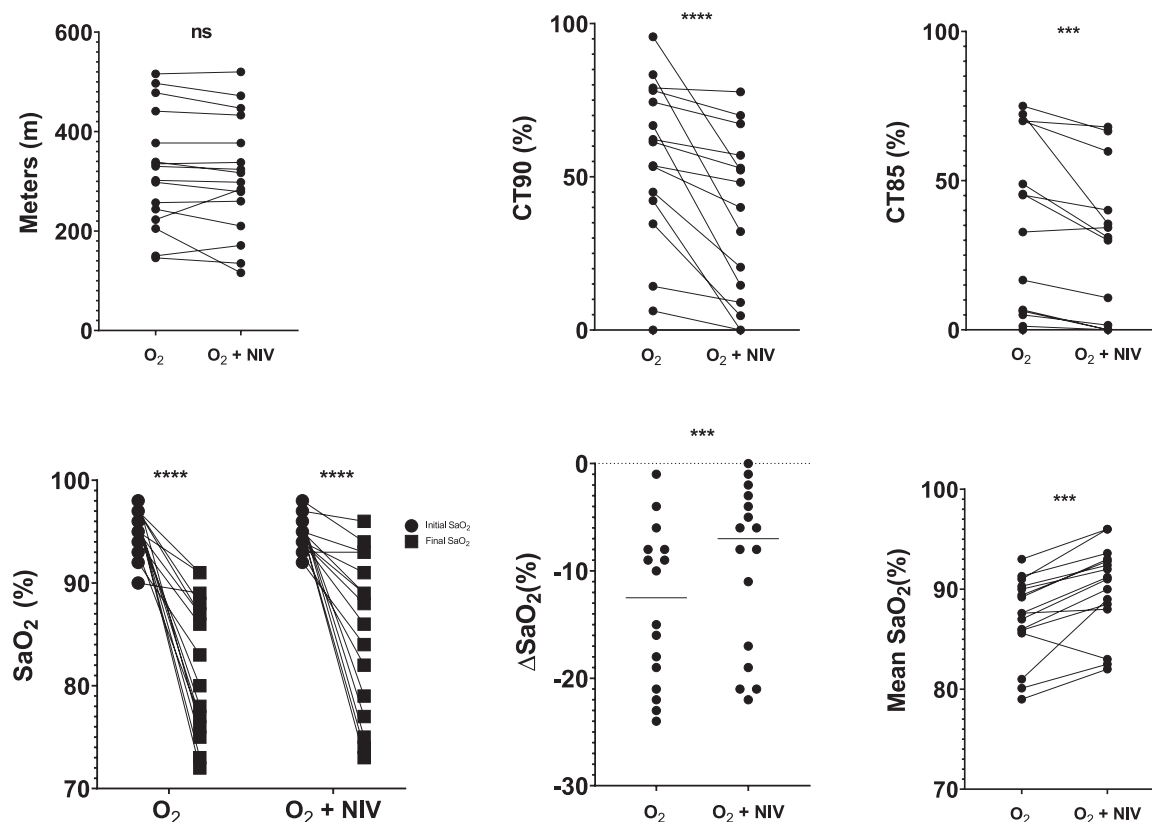 ns
600
400
200
0
Meters (m)
O₂
O₂ + NIV
****
100
50
0
CT90 (%)
O₂
O₂ + NIV
***
100
50
0
CT85 (%)
O₂
O₂ + NIV
****
****
100
90
80
70
SaO₂ (%)
O₂
O₂ + NIV
Initial SaO₂
Final SaO₂
***
0
-10
-20
-30
ΔSaO₂(%)
O₂
O₂ + NIV
***
100
90
80
70
Mean SaO₂(%)
O₂
O₂ + NIV